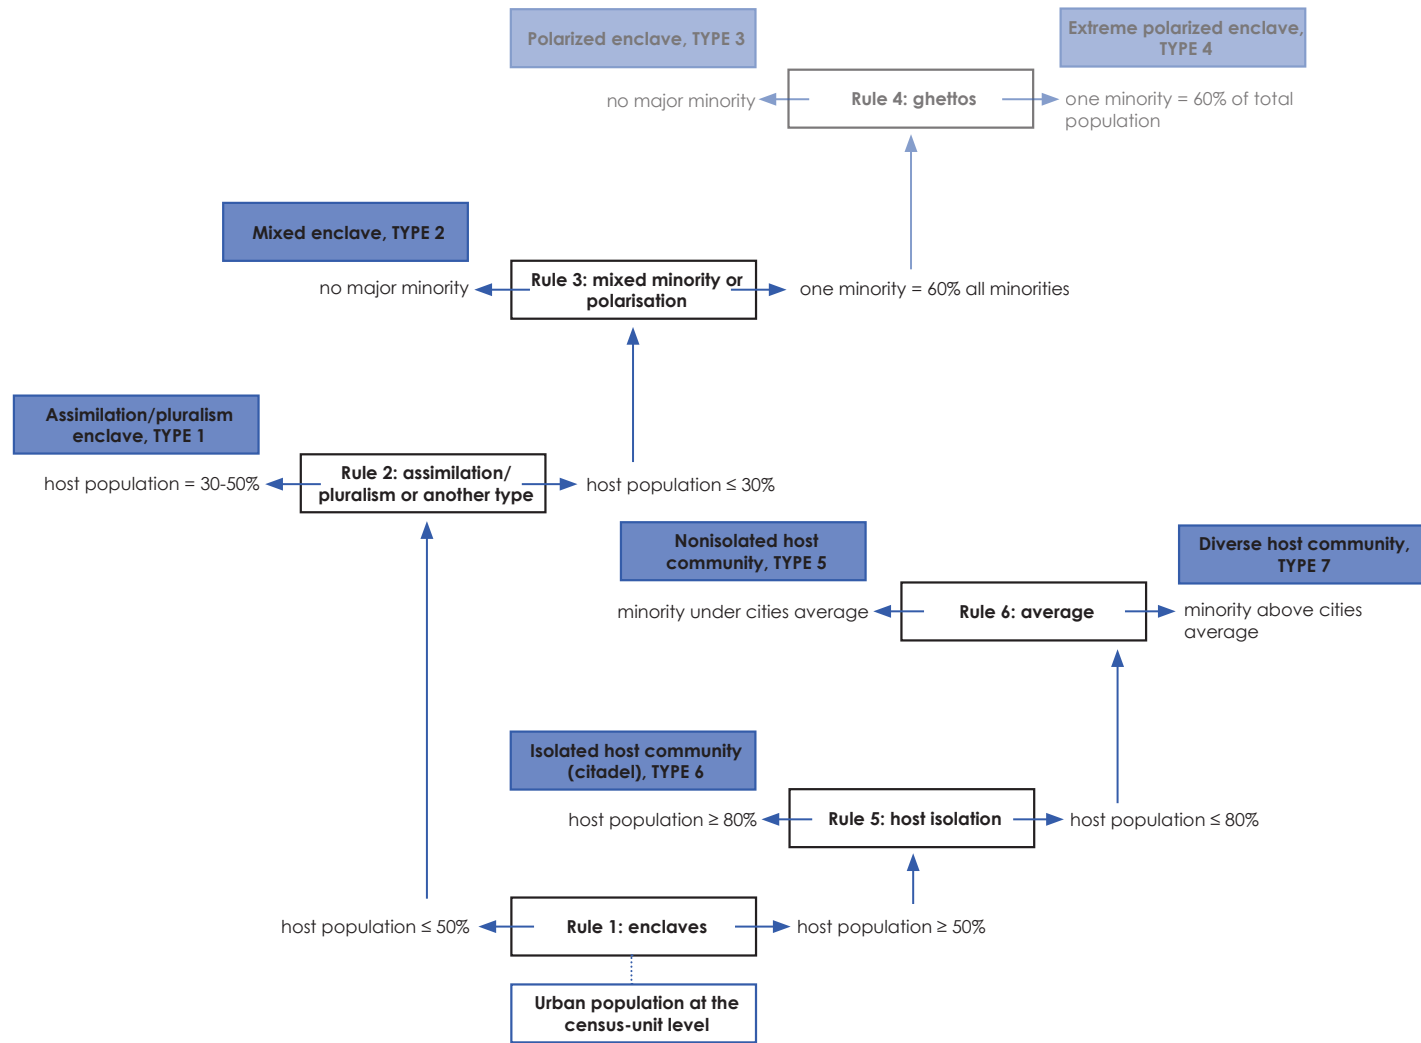 Polarized enclave, TYPE 3
Extreme polarized enclave,
TYPE 4
no major minority
Rule 4: ghettos
one minority = 60% of total
population
Mixed enclave, TYPE 2
no major minority
Rule 3: mixed minority or
polarisation
one minority = 60% all minorities
Assimilation/pluralism
enclave, TYPE 1
host population = 30-50%
Rule 2: assimilation/
pluralism or another type
host population ≤ 30%
Nonisolated host
community, TYPE 5
Diverse host community,
TYPE 7
minority under cities average
Rule 6: average
minority above cities
average
Isolated host community
(citadel), TYPE 6
host population ≥ 80%
Rule 5: host isolation
host population ≤ 80%
host population ≤ 50%
Rule 1: enclaves
host population ≥ 50%
Urban population at the
census-unit level